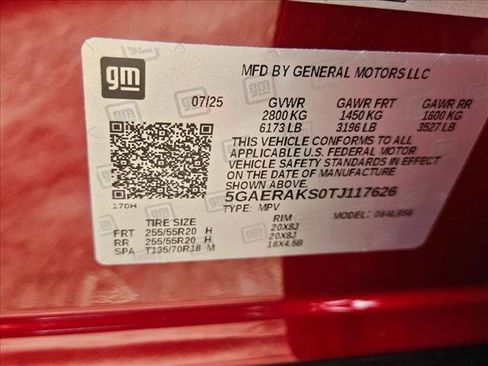 gm
MFD BY GENERAL MOTORS LLC
07/25 GVWR GAWR FRT GAWR RR
2800 KG 1450 KG 1600 KG
6173 LB 3196 LB 3527 LB
THIS VEHICLE CONFORMS TO ALL
APPLICABLE U.S. FEDERAL MOTOR
VEHICLE SAFETY STANDARDS IN EFFECT
ON THE DATE OF MANUFACTURE
SHOWN ABOVE.
5GAERAKS0TJ117626
170H
TYPE: MPV MODEL:
TIRE SIZE RIM
FRT 255/55R20 H 20X8J
RR 255/55R20 H 20X8J
SPA T135/70R18 M 18X4.5B